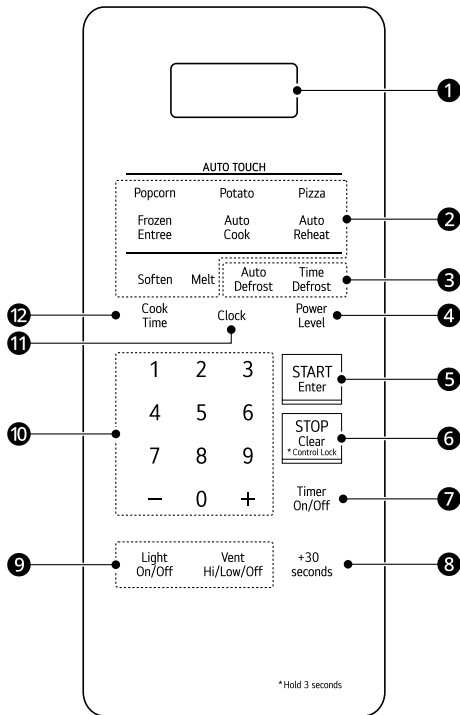 1
AUTO TOUCH
Popcorn Potato Pizza
Frozen Auto Auto
Entree Cook Reheat
2
Soften Melt Auto Time
Defrost Defrost
3
12
Cook Clock Power
Time Level
4
11
1 2 3
START
Enter
5
4 5 6
STOP
Clear
*Control Lock
6
10
7 8 9
− 0 +
Timer
On/Off
7
9
Light Vent +30
On/Off Hi/Low/Off seconds
8
*Hold 3 seconds